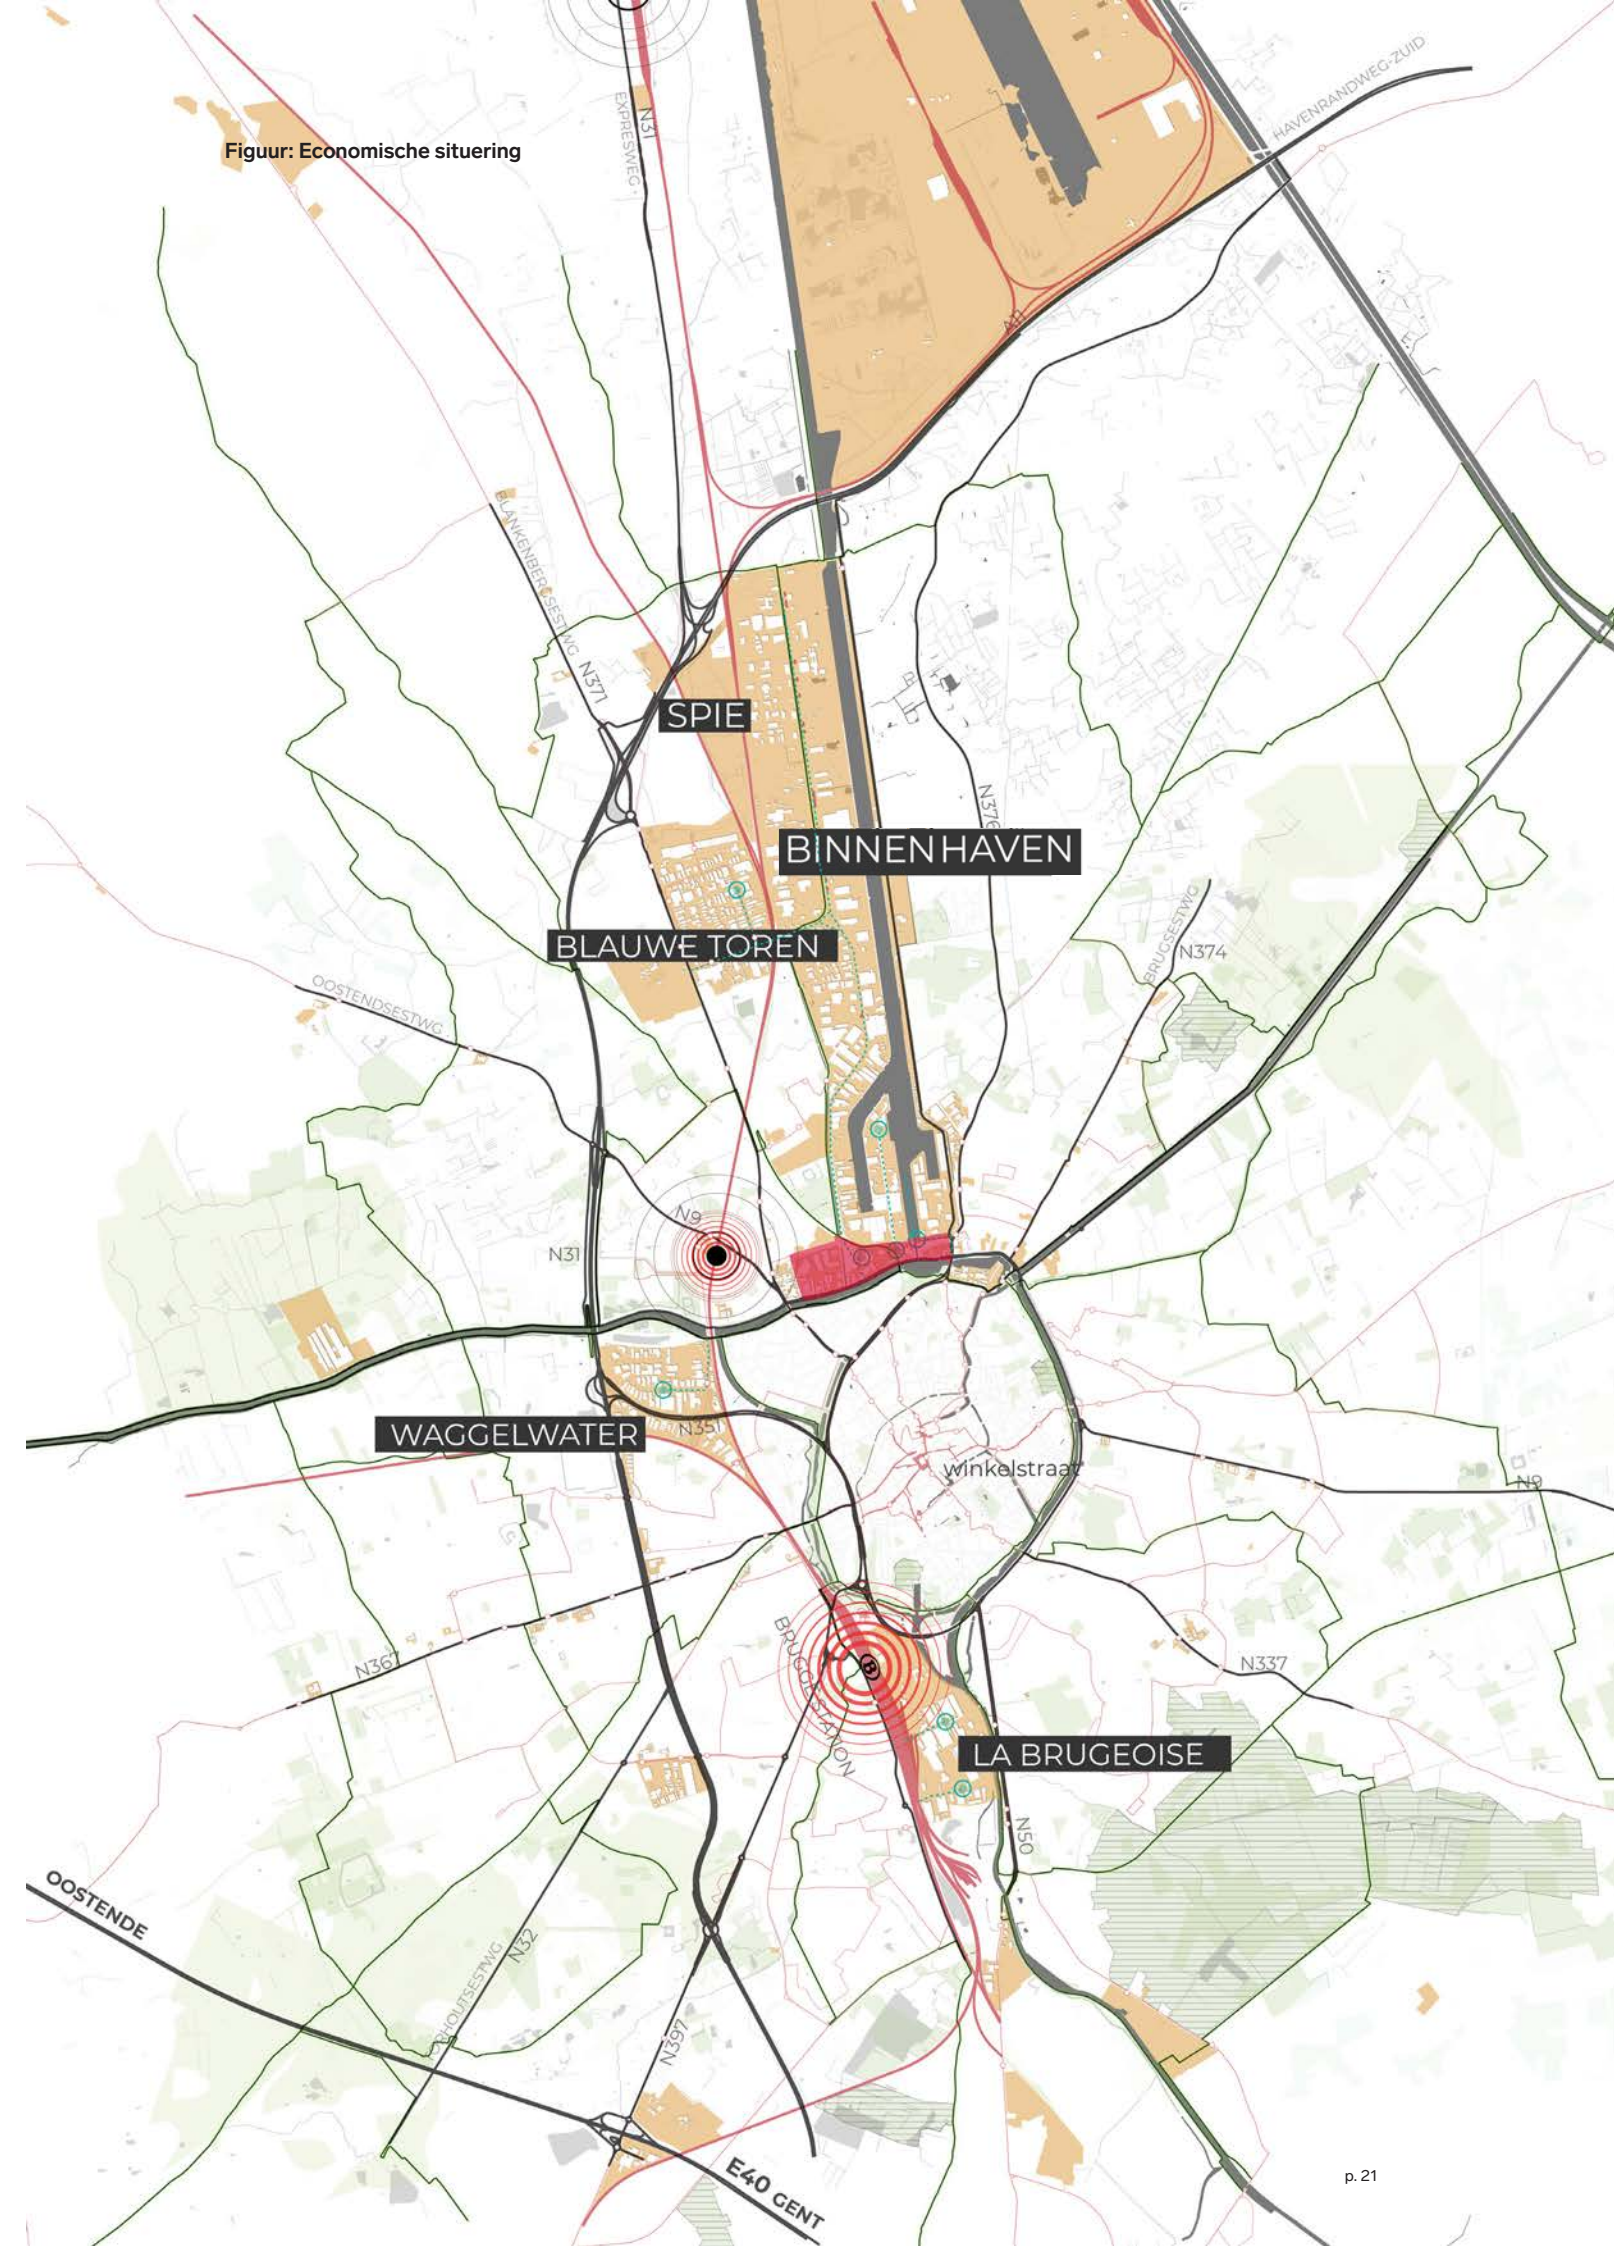 EXPRESWEG
N31
HAVENRANDWEG-ZUID
Figuur: Economische situering
A11
BLANKENBERGSESTWG
N371
SPIE
N376
BINNENHAVEN
BLAUWE TOREN
BRUGSESTWG
N374
OOSTENDSESTWG
N9
N31
WAGGELWATER
N351
winkelstraat
N9
BRUGGE STATION
B
N367
N337
LA BRUGEOISE
N50
OOSTENDE
N32
N397
E40 GENT
p. 21